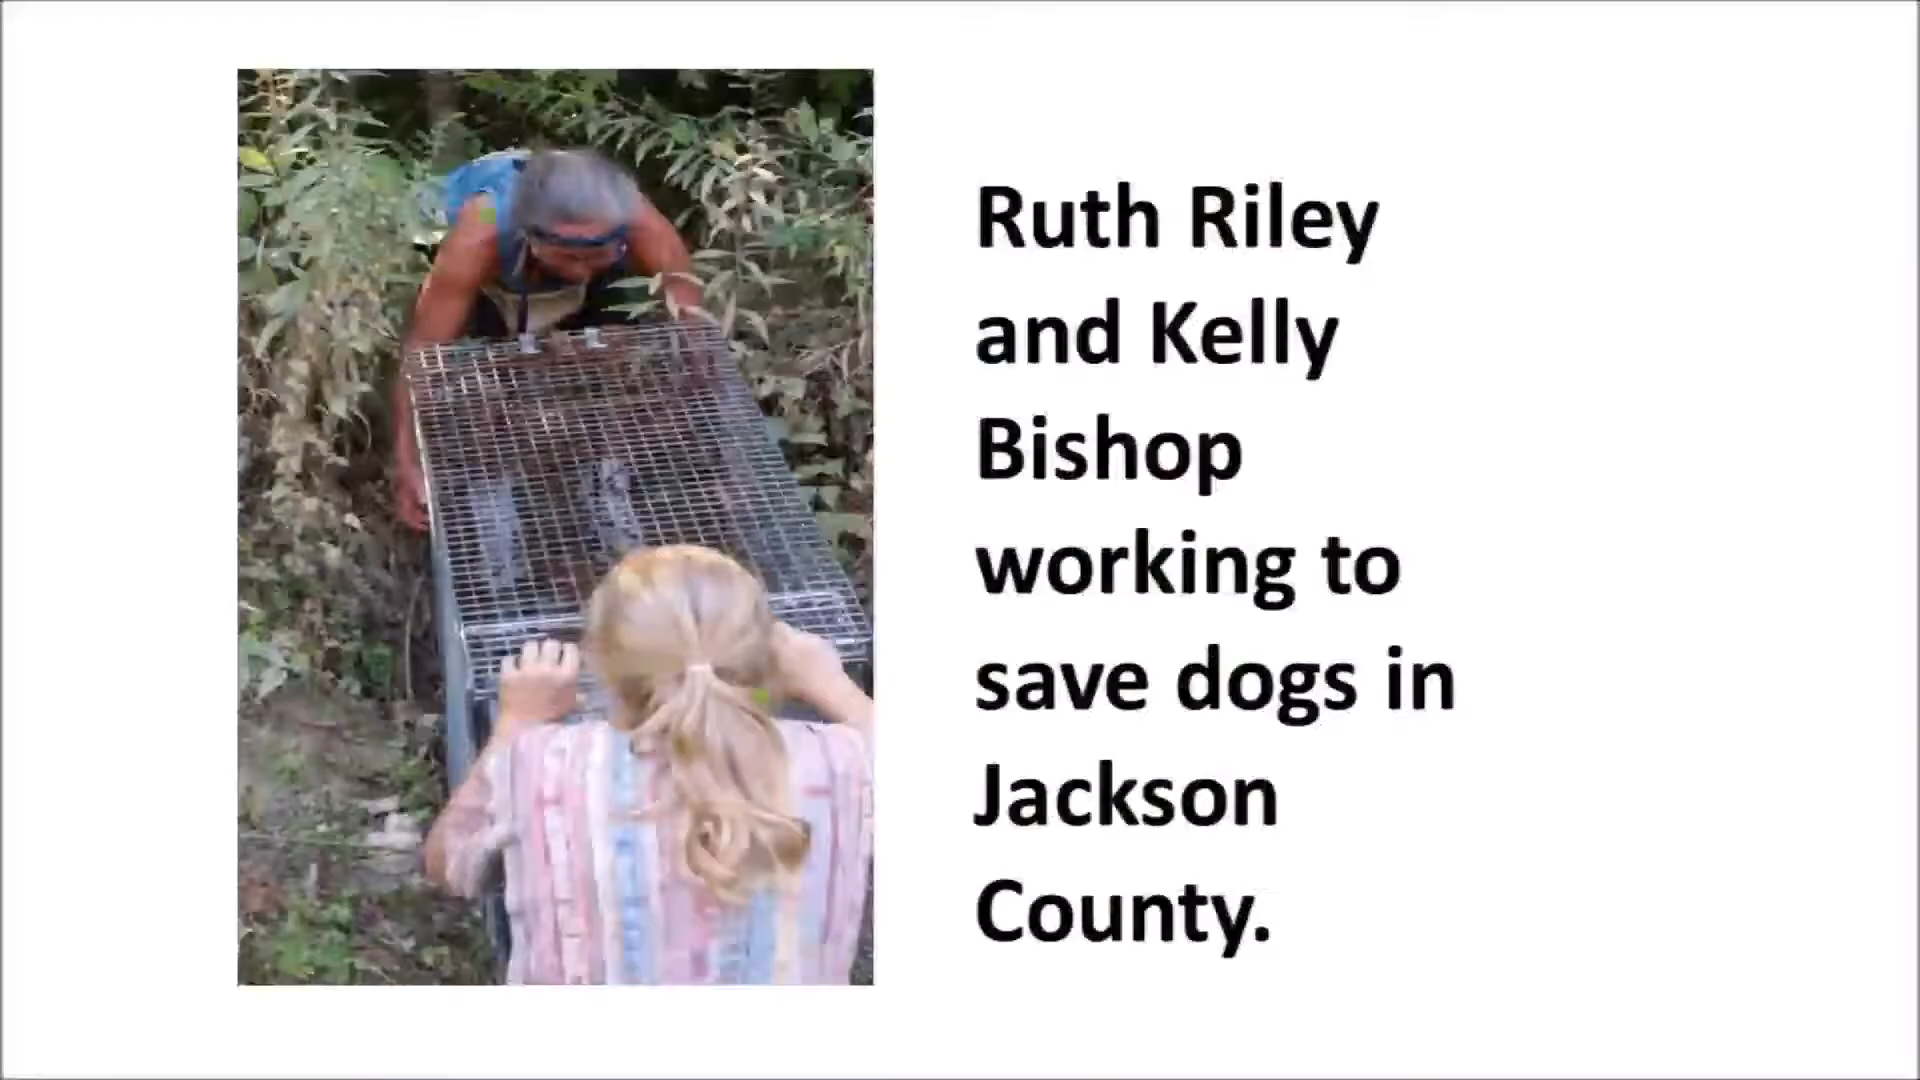 Ruth Riley
and Kelly
Bishop
working to
save dogs in
Jackson
County.